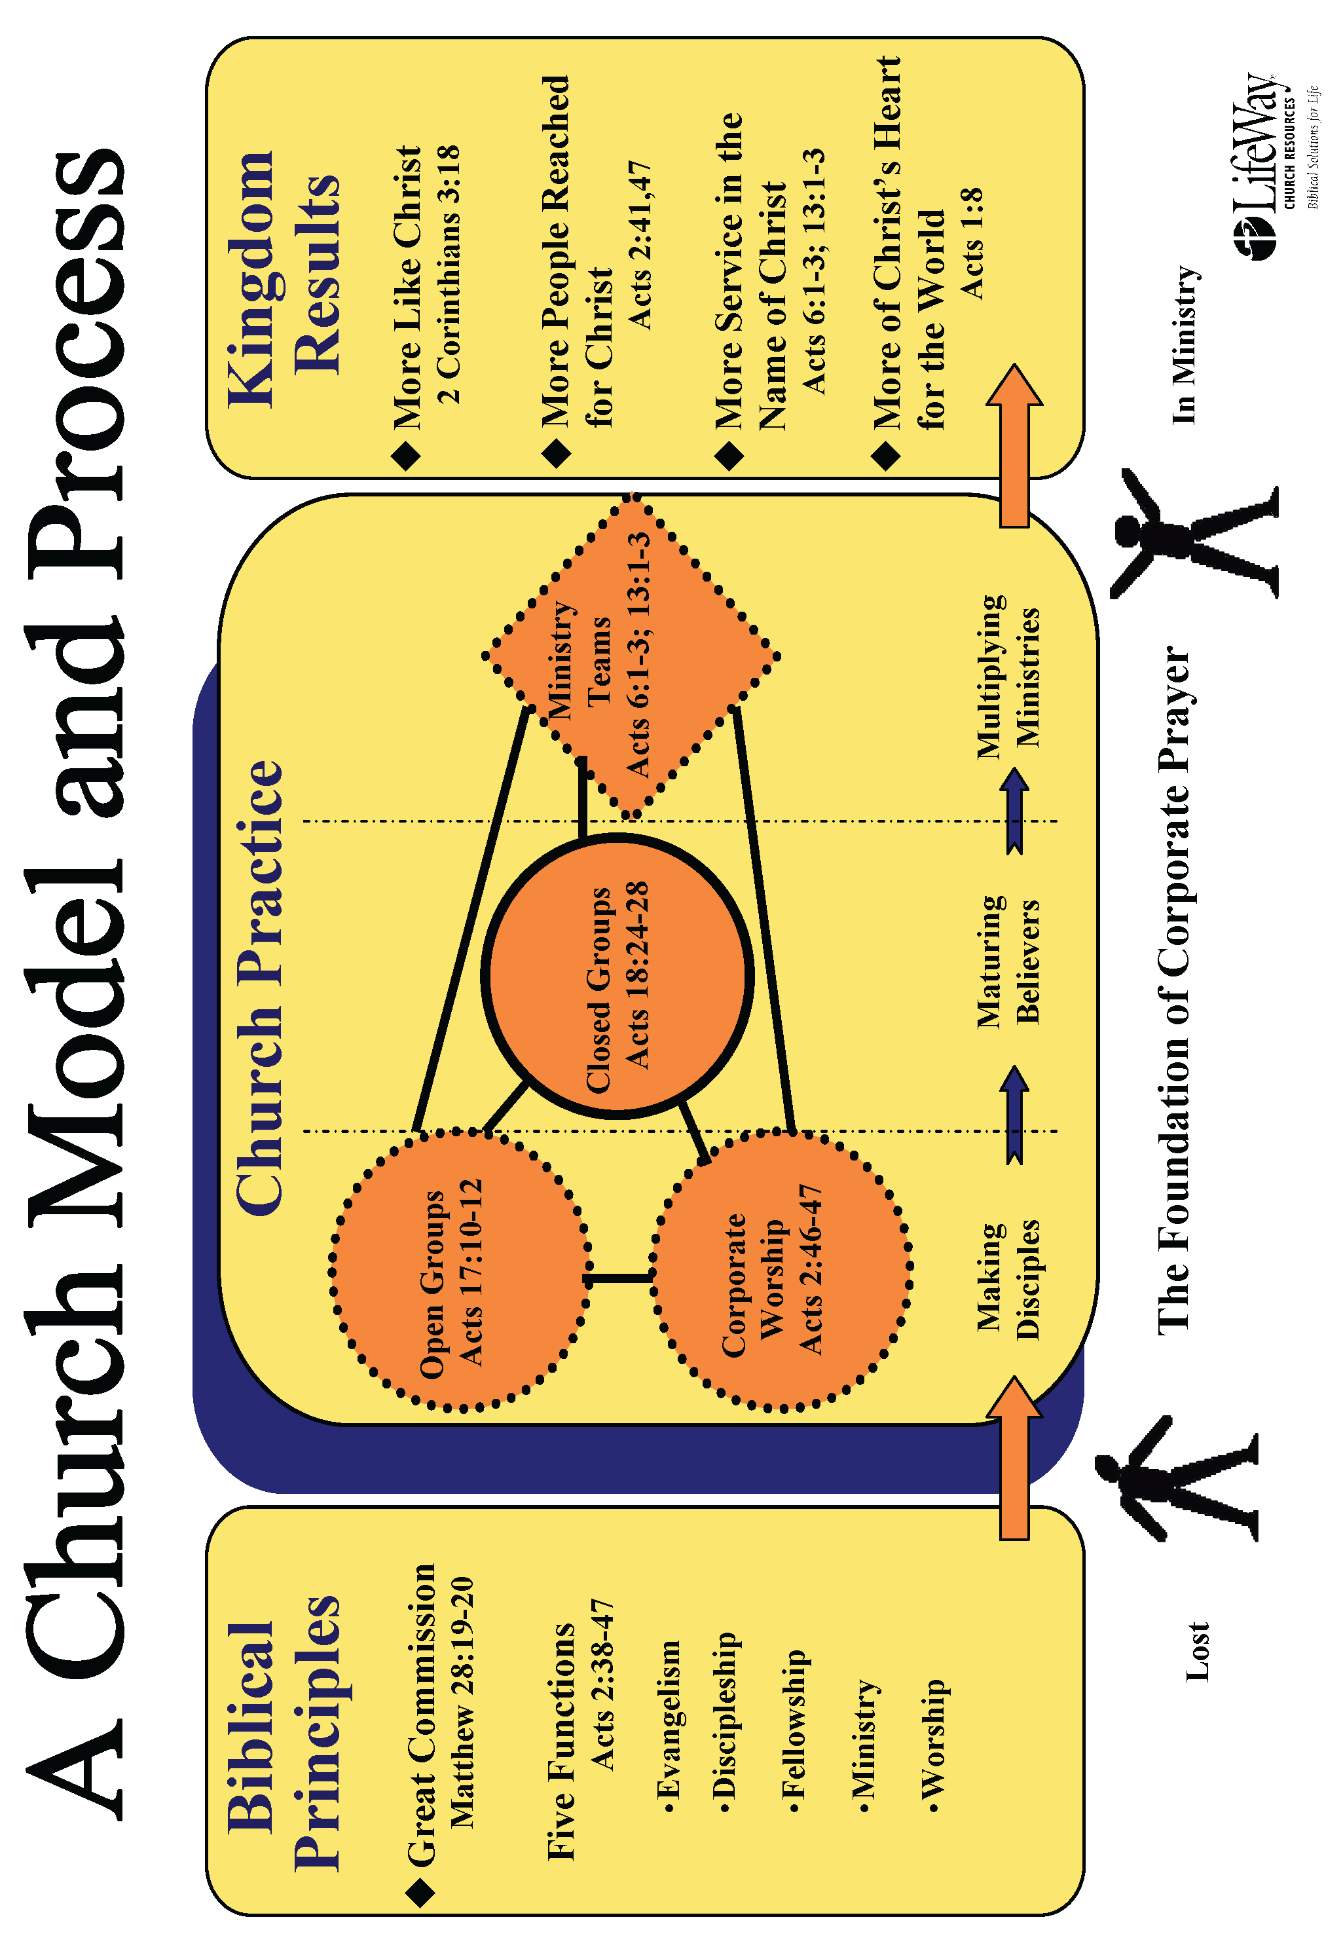 A Church Model and Process
Biblical
Principles
Great Commission
Matthew 28:19-20
Five Functions
Acts 2:38-47
•Evangelism
•Discipleship
•Fellowship
•Ministry
•Worship
Church Practice
Open Groups
Acts 17:10-12
Corporate
Worship
Acts 2:46-47
Closed Groups
Acts 18:24-28
Ministry
Teams
Acts 6:1-3; 13:1-3
Making
Disciples
Maturing
Believers
Multiplying
Ministries
Kingdom
Results
More Like Christ
2 Corinthians 3:18
More People Reached
for Christ
Acts 2:41,47
More Service in the
Name of Christ
Acts 6:1-3; 13:1-3
More of Christ's Heart
for the World
Acts 1:8
Lost
The Foundation of Corporate Prayer
In Ministry
LifeWay
CHURCH RESOURCES
Biblical Solutions for Life